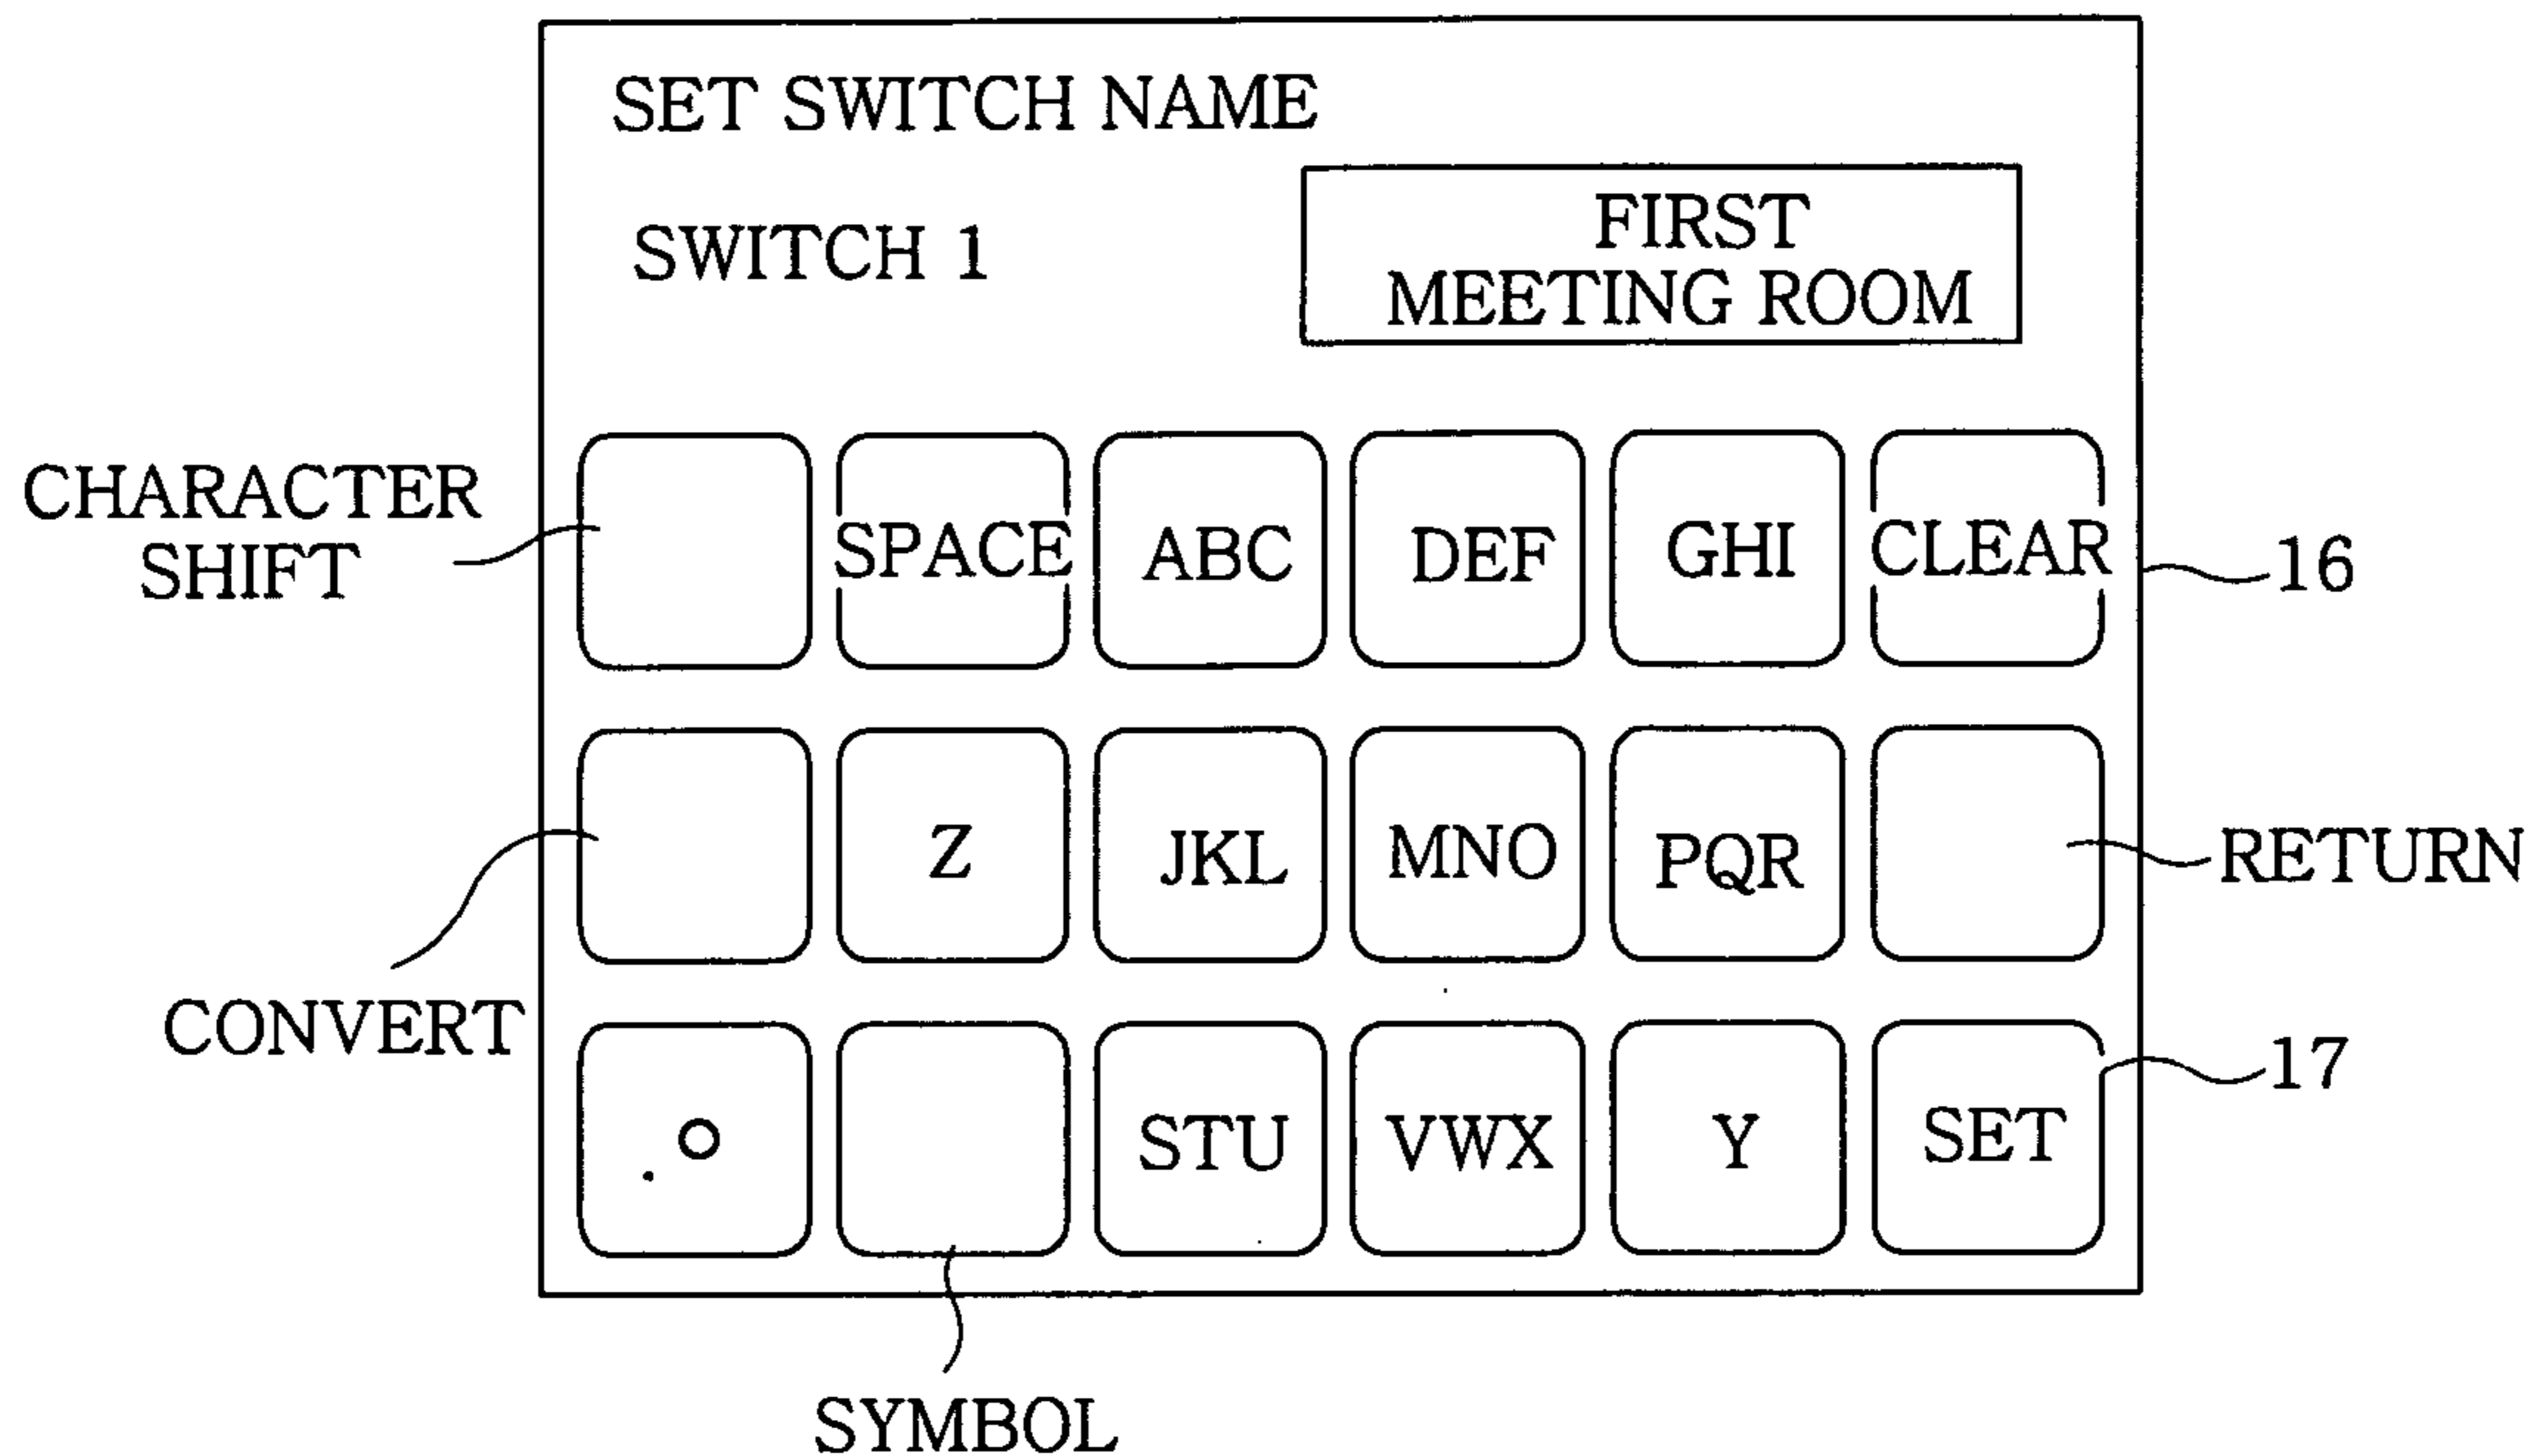 SET SWITCH NAME
SWITCH 1
FIRST
MEETING ROOM
CHARACTER
SHIFT
SPACE
ABC
DEF
GHI
CLEAR
16
Z
JKL
MNO
PQR
RETURN
CONVERT
.○
STU
VWX
Y
SET
17
SYMBOL